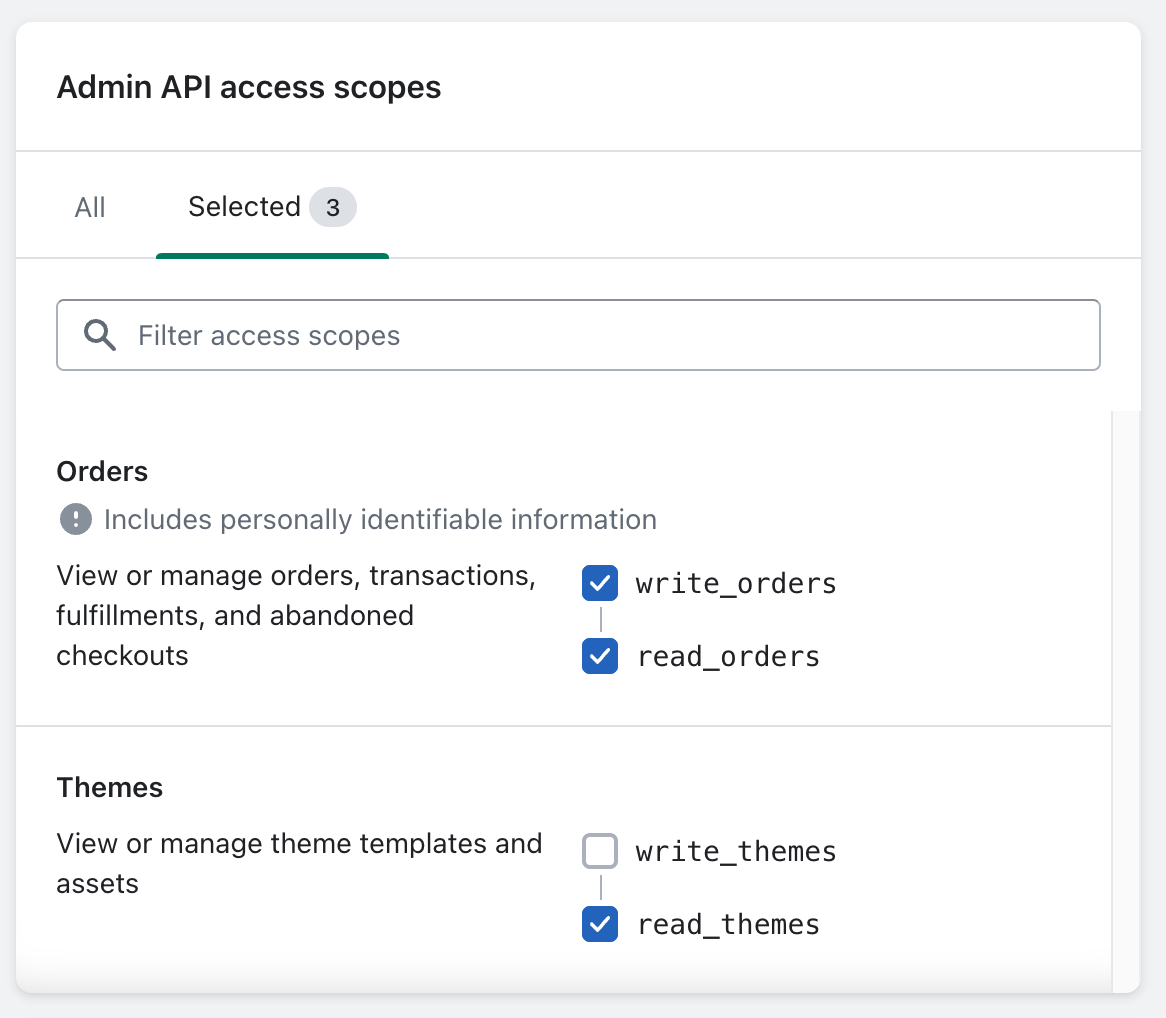 Admin API access scopes
All
Selected 3
Filter access scopes
Orders
! Includes personally identifiable information
View or manage orders, transactions,
fulfillments, and abandoned
checkouts
write_orders
read_orders
Themes
View or manage theme templates and
assets
write_themes
read_themes